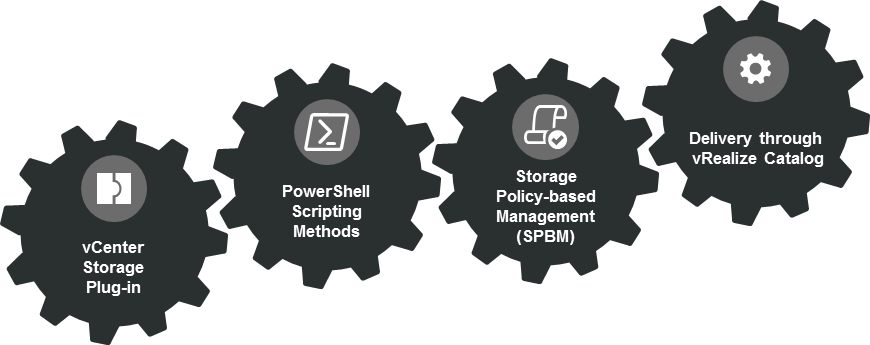 vCenter
Storage
Plug-in
PowerShell
Scripting
Methods
Storage
Policy-based
Management
(SPBM)
Delivery through
vRealize Catalog